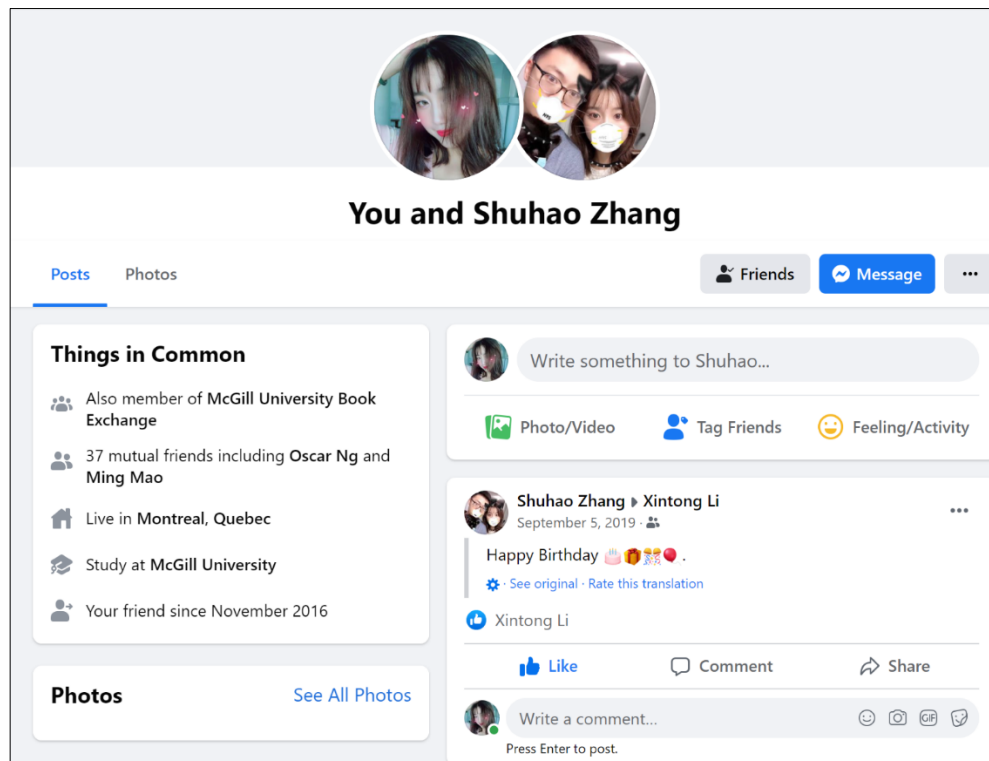 You and Shuhao Zhang
Posts
Photos
Friends
Message
Things in Common
Also member of McGill University Book
Exchange
37 mutual friends including Oscar Ng and
Ming Mao
Live in Montreal, Quebec
Study at McGill University
Your friend since November 2016
Photos
See All Photos
Write something to Shuhao...
Photo/Video
Tag Friends
Feeling/Activity
Shuhao Zhang Xintong Li
September 5, 2019 ·
Happy Birthday 🎂🎁🎊🎈 .
· See original · Rate this translation
Xintong Li
Like
Comment
Share
Write a comment...
GIF
Press Enter to post.